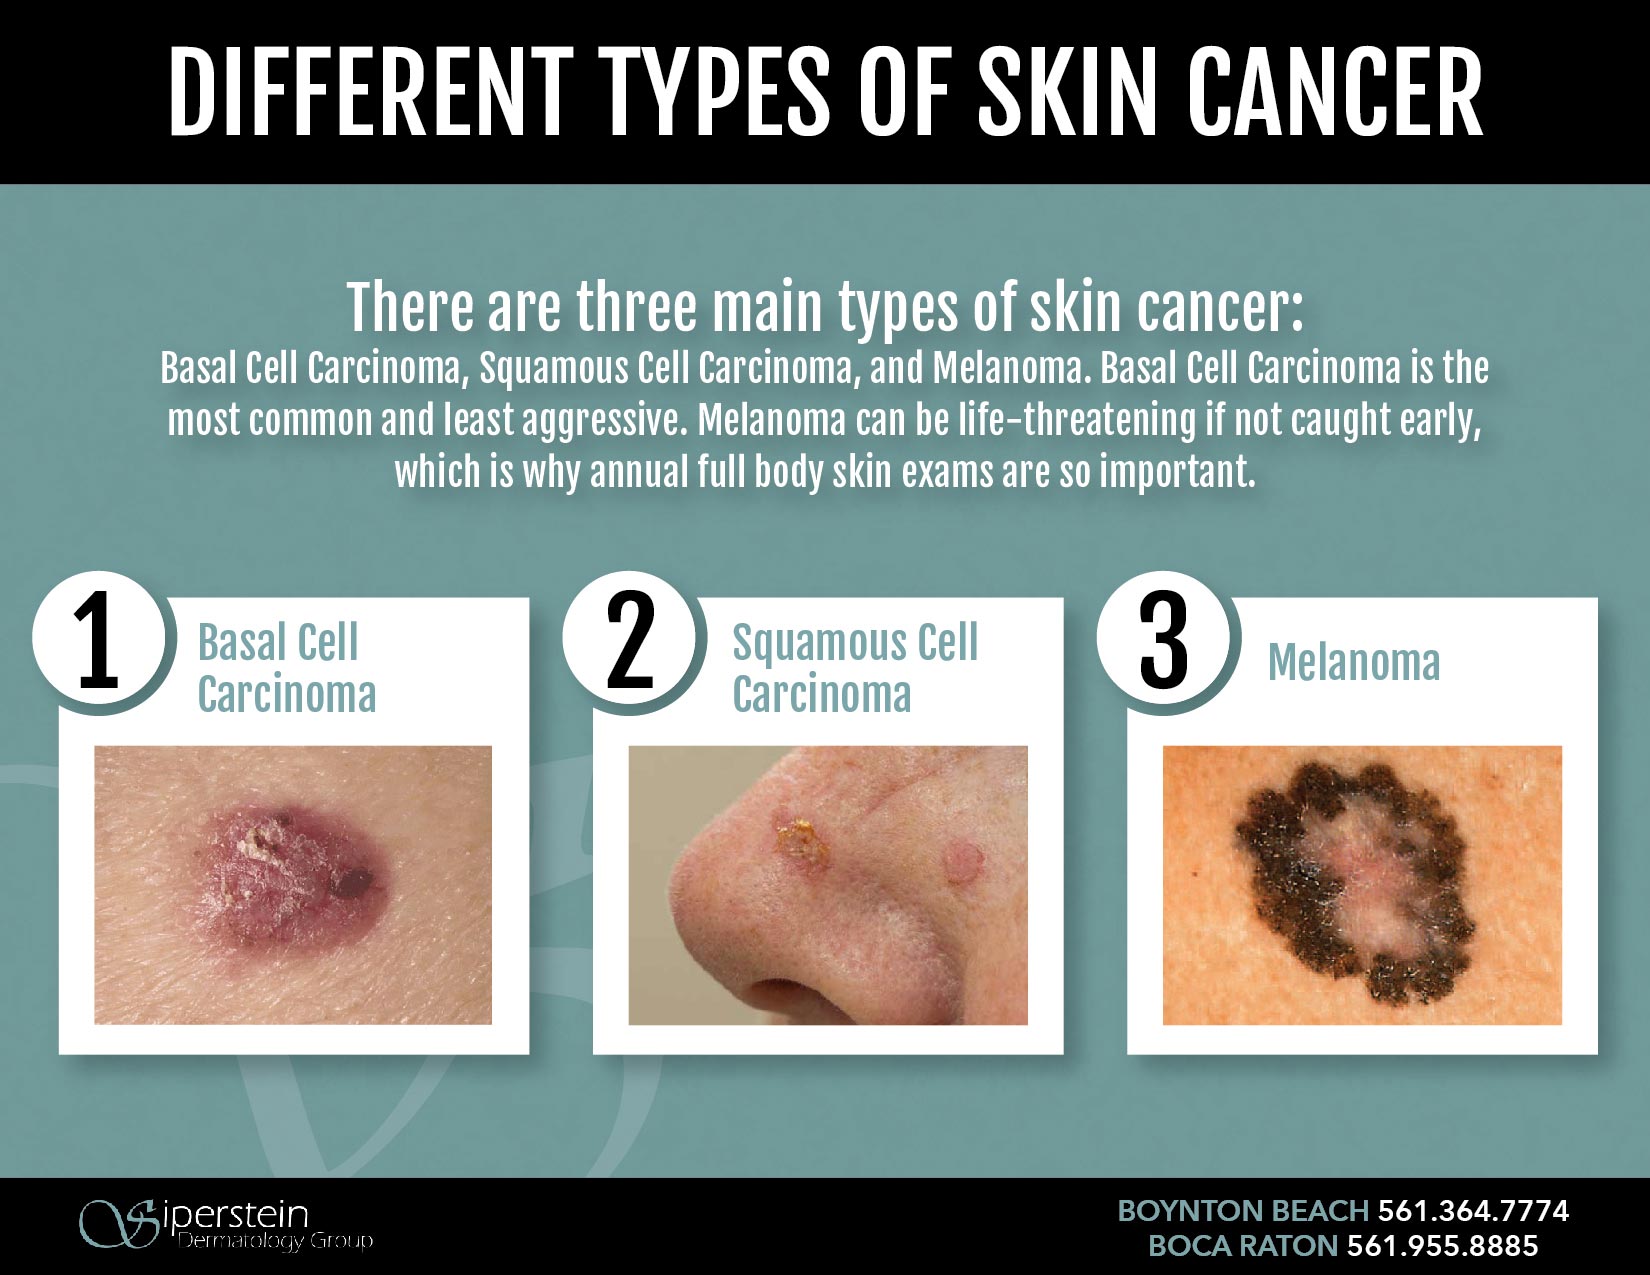 DIFFERENT TYPES OF SKIN CANCER
There are three main types of skin cancer:
Basal Cell Carcinoma, Squamous Cell Carcinoma, and Melanoma. Basal Cell Carcinoma is the
most common and least aggressive. Melanoma can be life-threatening if not caught early,
which is why annual full body skin exams are so important.
1
Basal Cell
Carcinoma
2
Squamous Cell
Carcinoma
3
Melanoma
Siperstein
Dermatology Group
BOYNTON BEACH 561.364.7774
BOCA RATON 561.955.8885